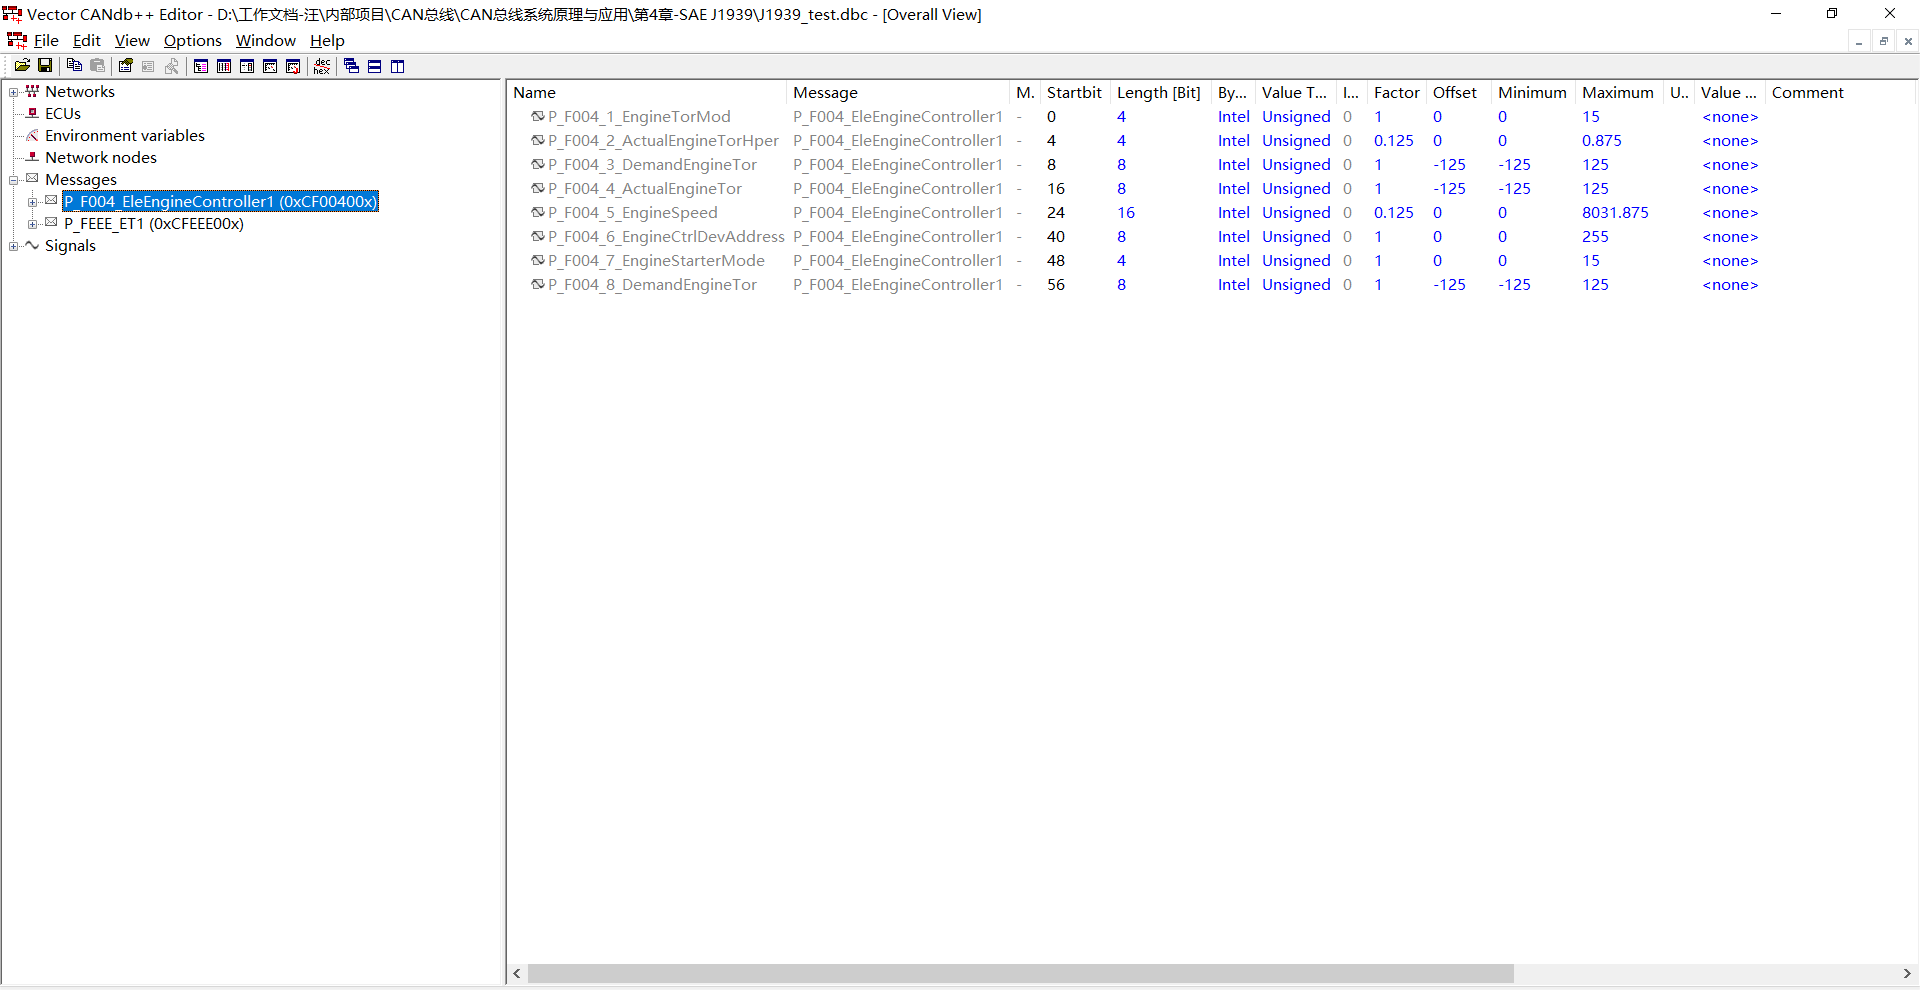 Vector CANdb++ Editor - D:\工作文档-汪\内部项目\CAN总线\CAN总线系统原理与应用\第4章-SAE J1939\J1939_test.dbc - [Overall View]
File Edit View Options Window Help
dec
hex
Networks
ECUs
Environment variables
Network nodes
Messages
P_F004_EleEngineController1 (0xCF00400x)
P_FEEE_ET1 (0xCFEEE00x)
Signals
Name Message M. Startbit Length [Bit] By... Value T... I... Factor Offset Minimum Maximum U.. Value ... Comment
P_F004_1_EngineTorMod P_F004_EleEngineController1 - 0 4 Intel Unsigned 0 1 0 0 15 <none>
P_F004_2_ActualEngineTorHper P_F004_EleEngineController1 - 4 4 Intel Unsigned 0 0.125 0 0 0.875 <none>
P_F004_3_DemandEngineTor P_F004_EleEngineController1 - 8 8 Intel Unsigned 0 1 -125 -125 125 <none>
P_F004_4_ActualEngineTor P_F004_EleEngineController1 - 16 8 Intel Unsigned 0 1 -125 -125 125 <none>
P_F004_5_EngineSpeed P_F004_EleEngineController1 - 24 16 Intel Unsigned 0 0.125 0 0 8031.875 <none>
P_F004_6_EngineCtrlDevAddress P_F004_EleEngineController1 - 40 8 Intel Unsigned 0 1 0 0 255 <none>
P_F004_7_EngineStarterMode P_F004_EleEngineController1 - 48 4 Intel Unsigned 0 1 0 0 15 <none>
P_F004_8_DemandEngineTor P_F004_EleEngineController1 - 56 8 Intel Unsigned 0 1 -125 -125 125 <none>